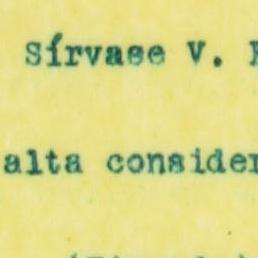 Sírvase V.
alta consider